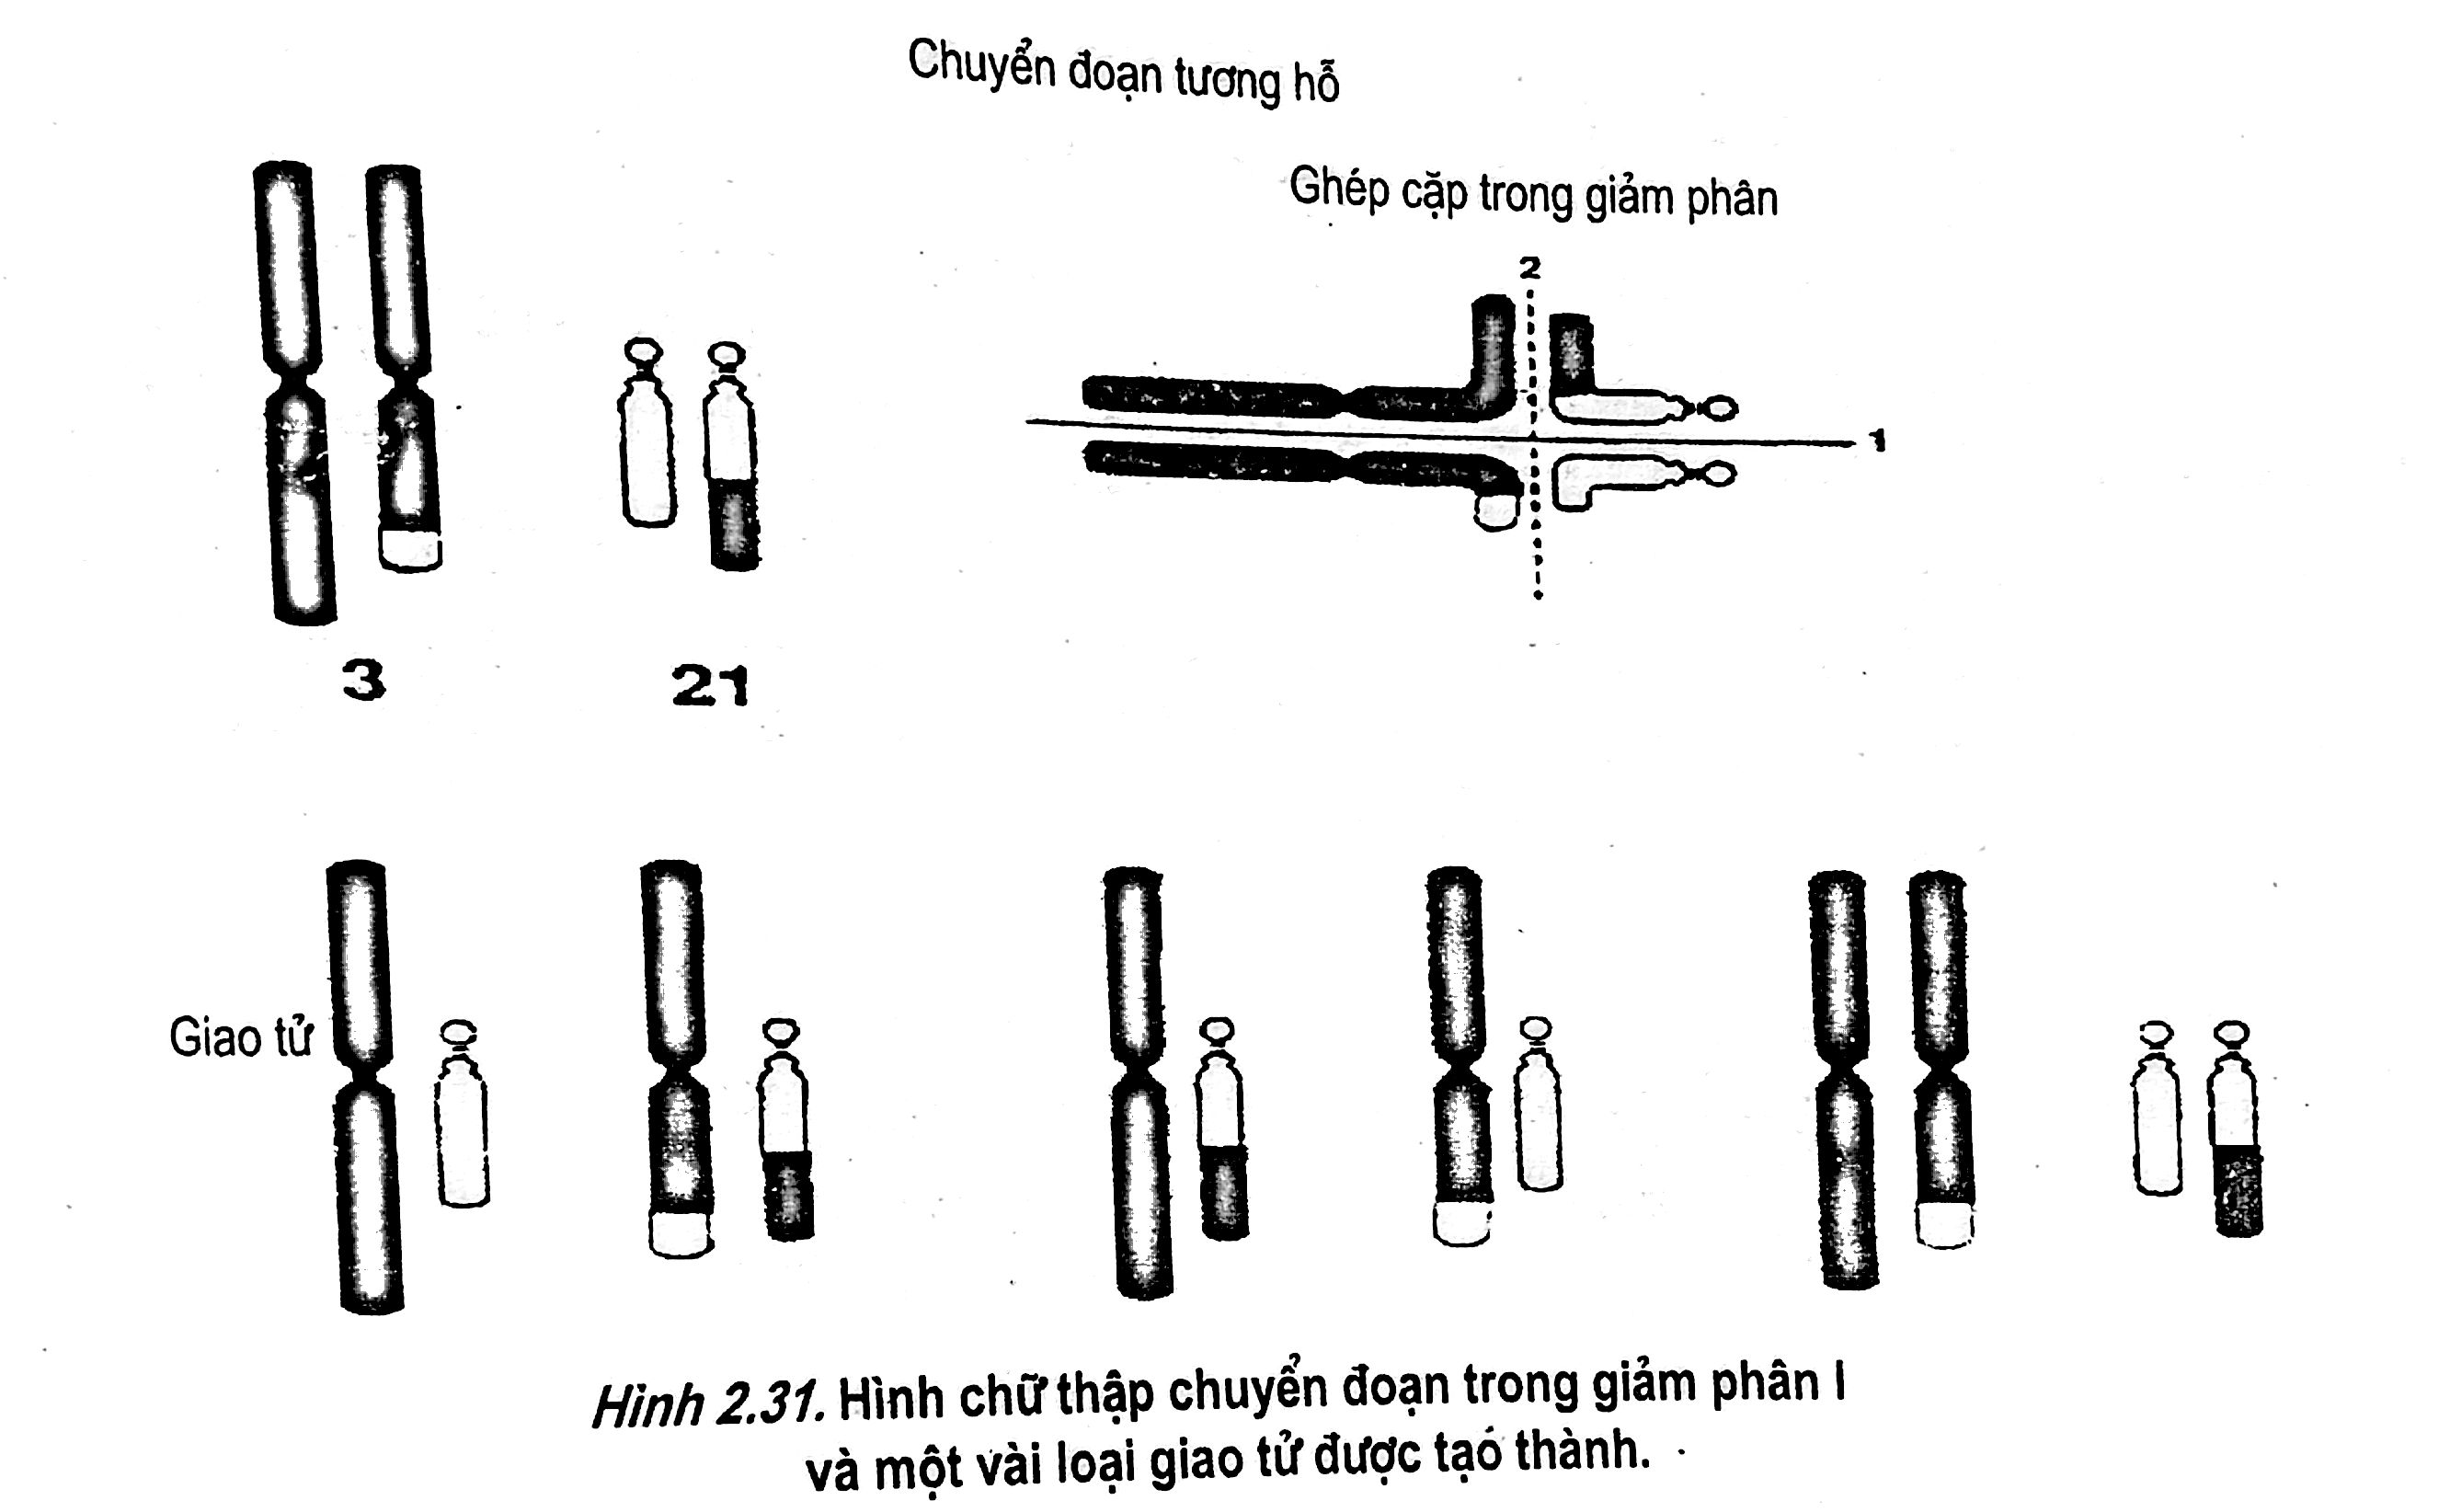 Chuyển đoạn tương hỗ
Ghép cặp trong giảm phân
2
1
3
21
Giao tử
Hình 2.31. Hình chữ thập chuyển đoạn trong giảm phân I
và một vài loại giao tử được tạo thành.